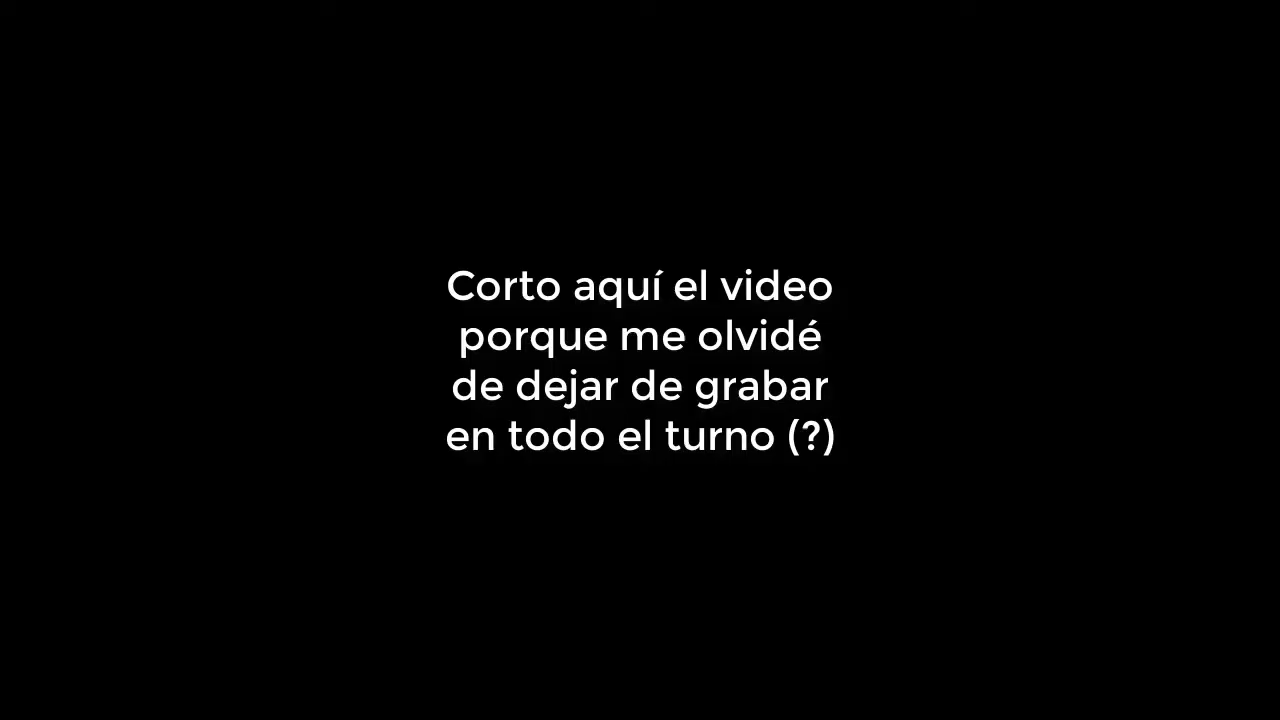 Corto aquí el video
porque me olvidé
de dejar de grabar
en todo el turno (?)